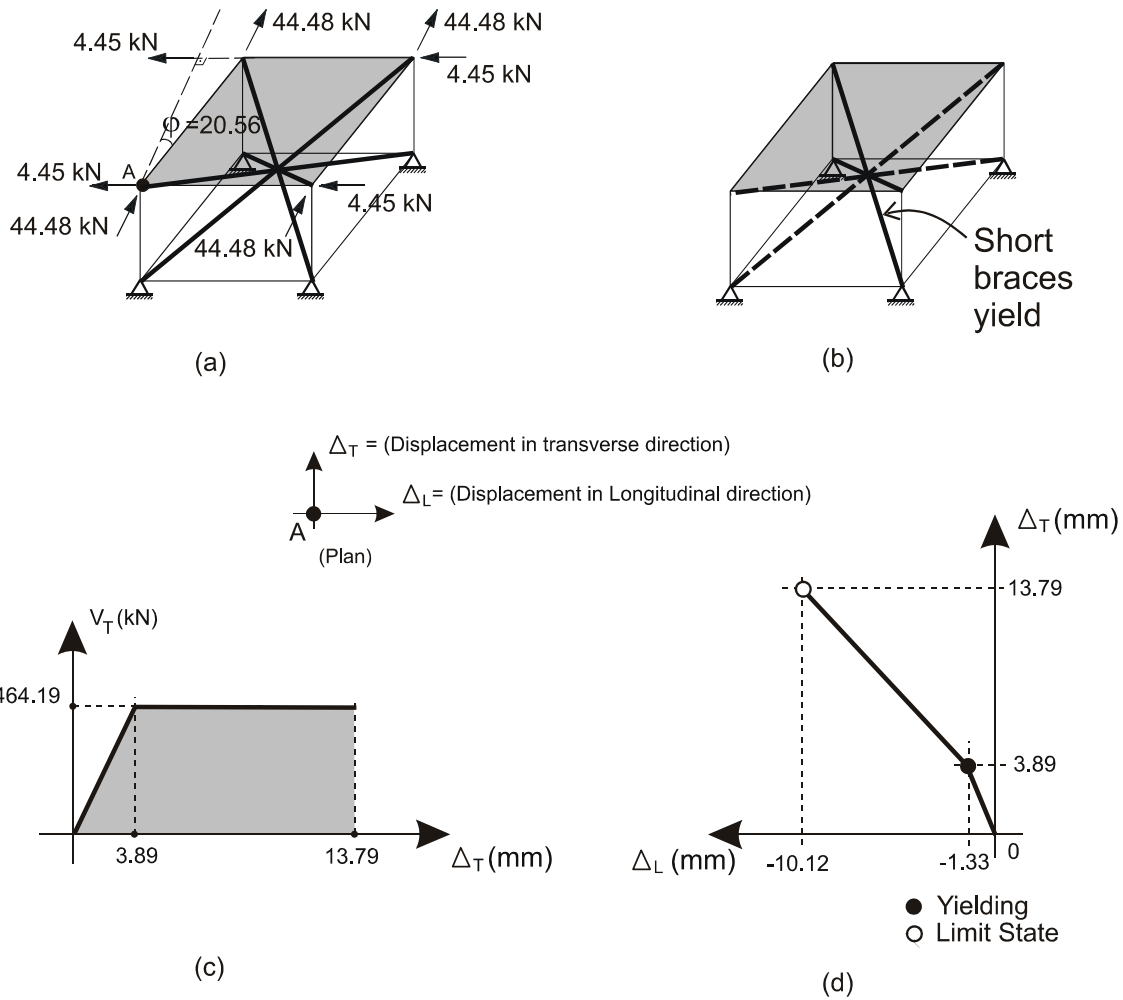 44.48 kN
44.48 kN
4.45 kN
4.45 kN
φ=20.56
A
4.45 kN
4.45 kN
44.48 kN
44.48 kN
Short
braces
yield
(a)
(b)
Δ_T = (Displacement in transverse direction)
Δ_L= (Displacement in Longitudinal direction)
A
(Plan)
Δ_T (mm)
13.79
V_T (kN)
464.19
3.89
3.89
13.79
Δ_T (mm)
Δ_L (mm)
-10.12
-1.33
0
Yielding
Limit State
(c)
(d)